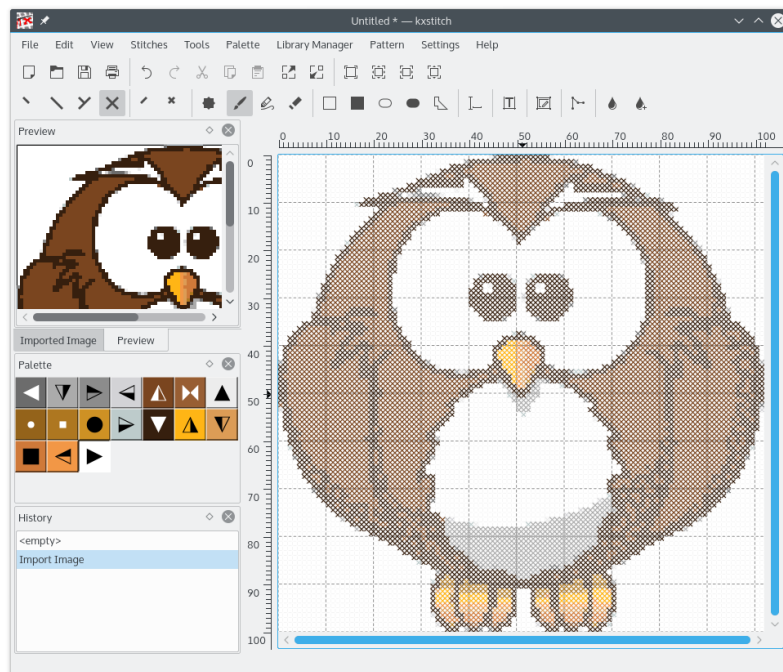 Untitled * — kxstitch
File Edit View Stitches Tools Palette Library Manager Pattern Settings Help
Preview
0 10 20 30 40 50 60 70 80 90 100
0
10
20
30
40
50
60
70
80
90
100
Imported Image Preview
Palette
History
<empty>
Import Image